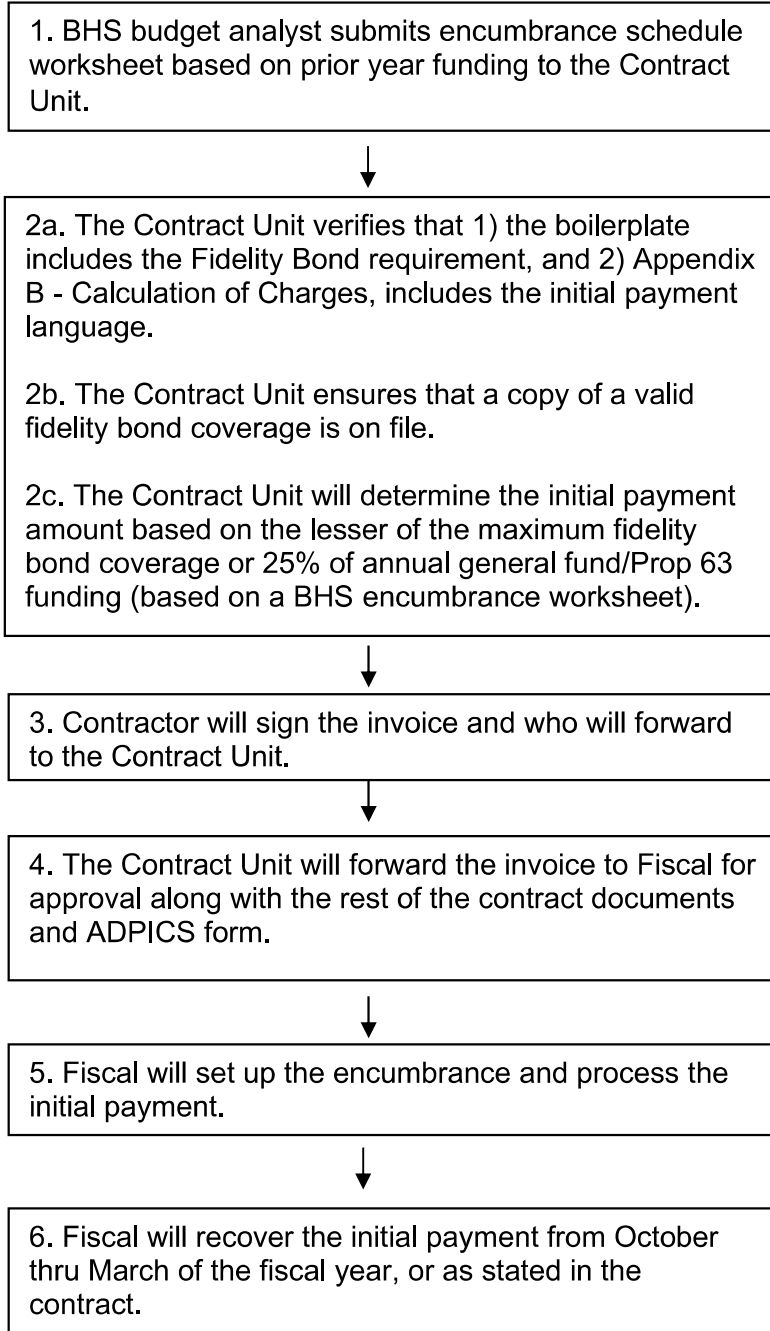 1. BHS budget analyst submits encumbrance schedule
worksheet based on prior year funding to the Contract
Unit.
2a. The Contract Unit verifies that 1) the boilerplate
includes the Fidelity Bond requirement, and 2) Appendix
B - Calculation of Charges, includes the initial payment
language.
2b. The Contract Unit ensures that a copy of a valid
fidelity bond coverage is on file.
2c. The Contract Unit will determine the initial payment
amount based on the lesser of the maximum fidelity
bond coverage or 25% of annual general fund/Prop 63
funding (based on a BHS encumbrance worksheet).
3. Contractor will sign the invoice and who will forward
to the Contract Unit.
4. The Contract Unit will forward the invoice to Fiscal for
approval along with the rest of the contract documents
and ADPICS form.
5. Fiscal will set up the encumbrance and process the
initial payment.
6. Fiscal will recover the initial payment from October
thru March of the fiscal year, or as stated in the
contract.